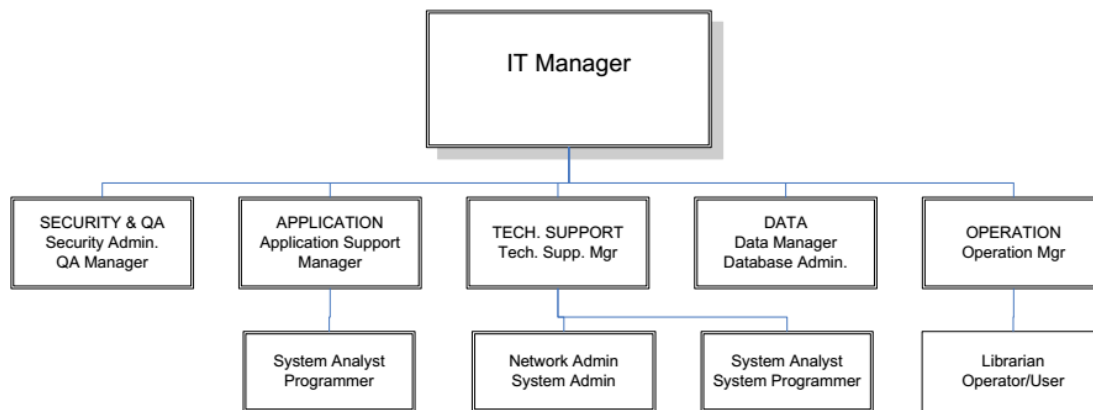 IT Manager
SECURITY & QA
Security Admin.
QA Manager
APPLICATION
Application Support
Manager
TECH. SUPPORT
Tech. Supp. Mgr
DATA
Data Manager
Database Admin.
OPERATION
Operation Mgr
System Analyst
Programmer
Network Admin
System Admin
System Analyst
System Programmer
Librarian
Operator/User